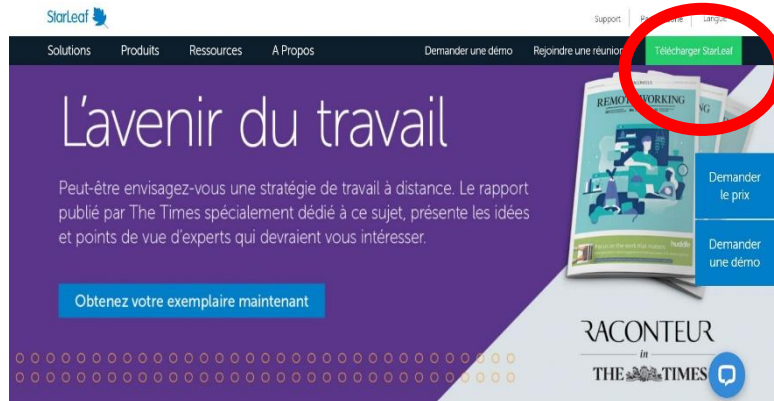 StarLeaf
Support
Langue
Solutions Produits Ressources A Propos Demander une démo Rejoindre une réunion Télécharger StarLeaf
L'avenir du travail
Peut-être envisagez-vous une stratégie de travail à distance. Le rapport
publié par The Times spécialement dédié à ce sujet, présente les idées
et points de vue d'experts qui devraient vous intéresser.
Obtenez votre exemplaire maintenant
REMOTE WORKING
Demander
le prix
Demander
une démo
RACONTEUR
in
THE TIMES